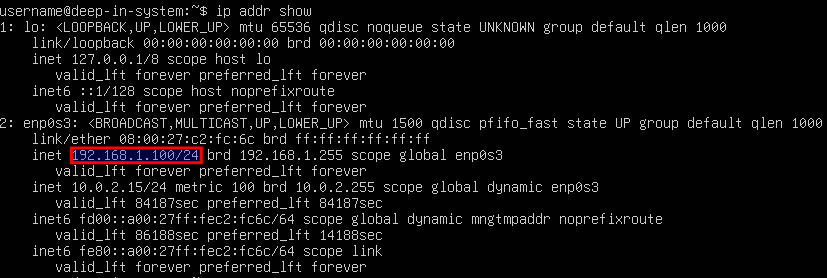 username@deep-in-system:~$ ip addr show
1: lo: <LOOPBACK,UP,LOWER_UP> mtu 65536 qdisc noqueue state UNKNOWN group default qlen 1000
link/loopback 00:00:00:00:00:00 brd 00:00:00:00:00:00
inet 127.0.0.1/8 scope host lo
valid_lft forever preferred_lft forever
inet6 ::1/128 scope host noprefixroute
valid_lft forever preferred_lft forever
2: enp0s3: <BROADCAST,MULTICAST,UP,LOWER_UP> mtu 1500 qdisc pfifo_fast state UP group default qlen 1000
link/ether 08:00:27:c2:fc:6c brd ff:ff:ff:ff:ff:ff
inet 192.168.1.100/24 brd 192.168.1.255 scope global enp0s3
valid_lft forever preferred_lft forever
inet 10.0.2.15/24 metric 100 brd 10.0.2.255 scope global dynamic enp0s3
valid_lft 84187sec preferred_lft 84187sec
inet6 fd00::a00:27ff:fec2:fc6c/64 scope global dynamic mngtmpaddr noprefixroute
valid_lft 86188sec preferred_lft 14188sec
inet6 fe80::a00:27ff:fec2:fc6c/64 scope link
valid_lft forever preferred_lft forever